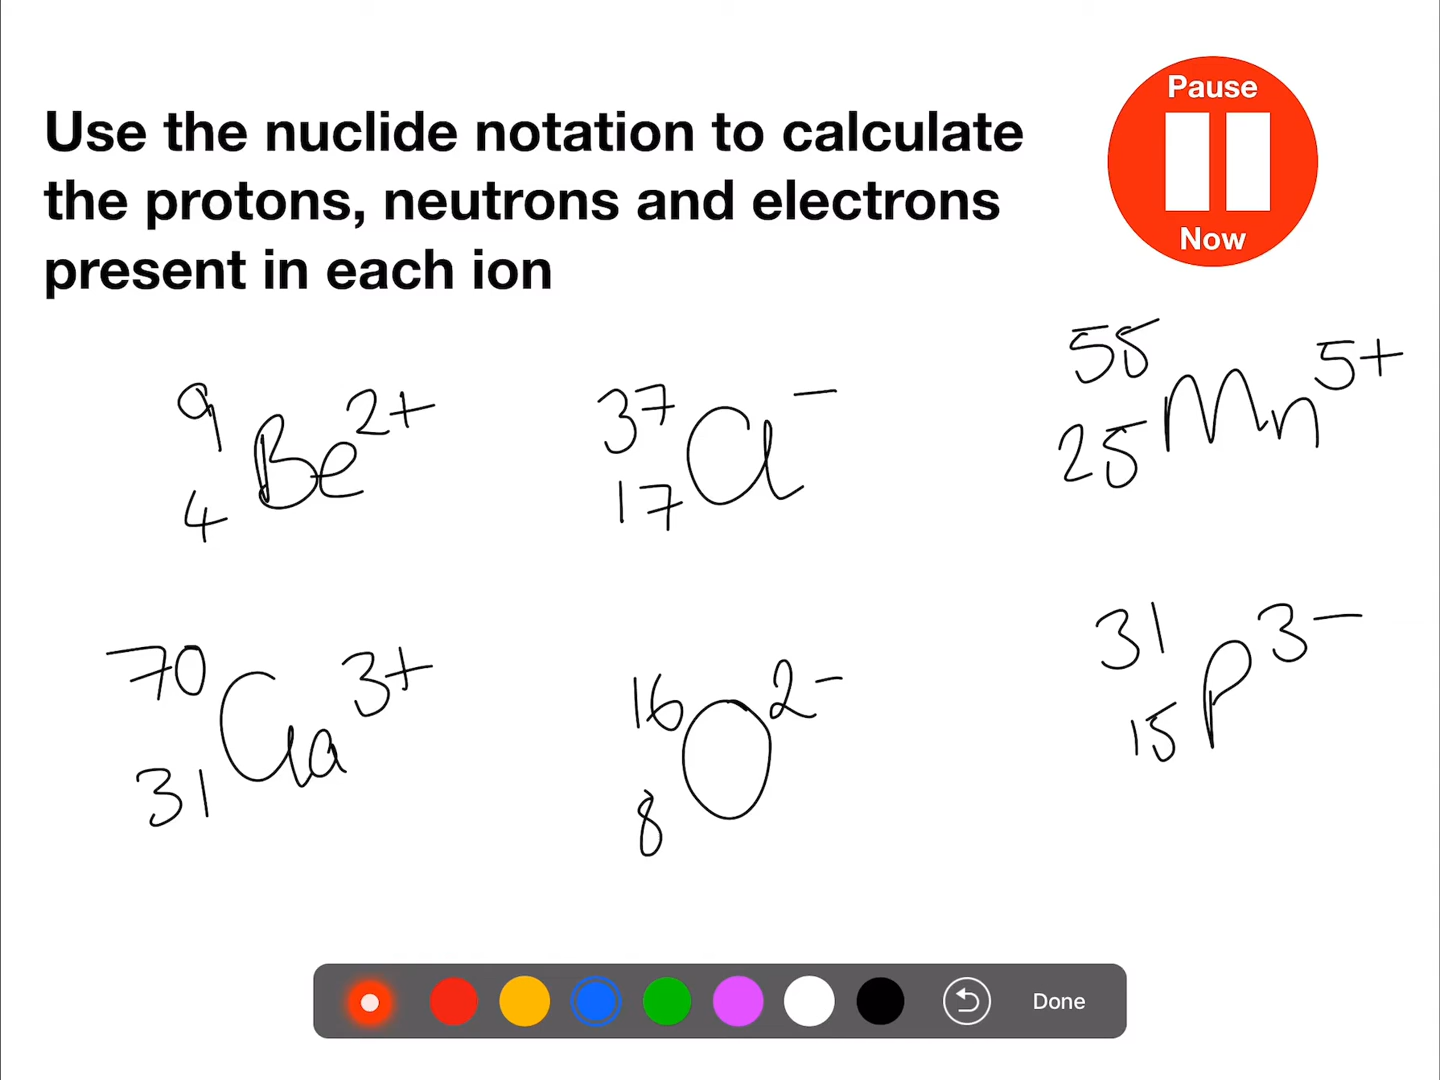 Use the nuclide notation to calculate
the protons, neutrons and electrons
present in each ion
Pause
Now
9
4
Be 2+
37
17
Cl −
55
25
Mn 5+
70
31
Ga 3+
16
8
O 2−
31
15
P 3−
Done